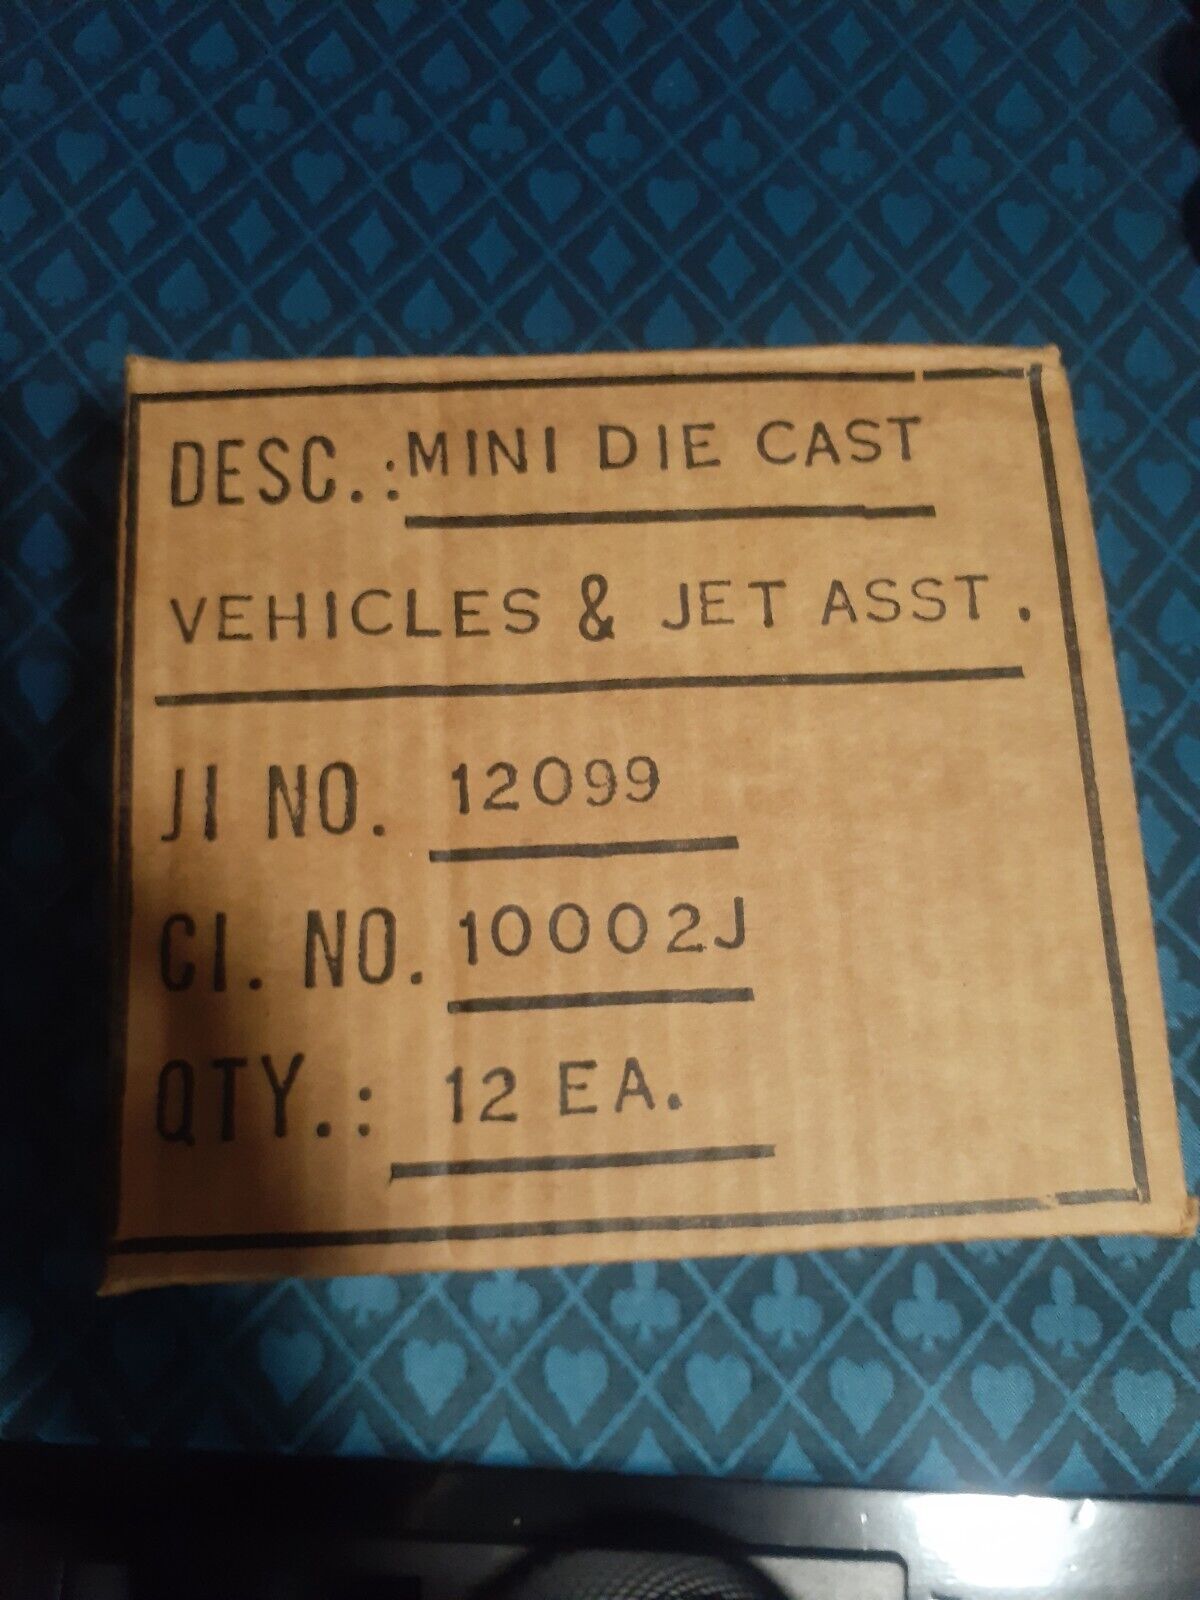 DESC.: MINI DIE CAST
VEHICLES & JET ASST.
JI NO. 12099
CI. NO. 10002J
QTY.: 12 EA.